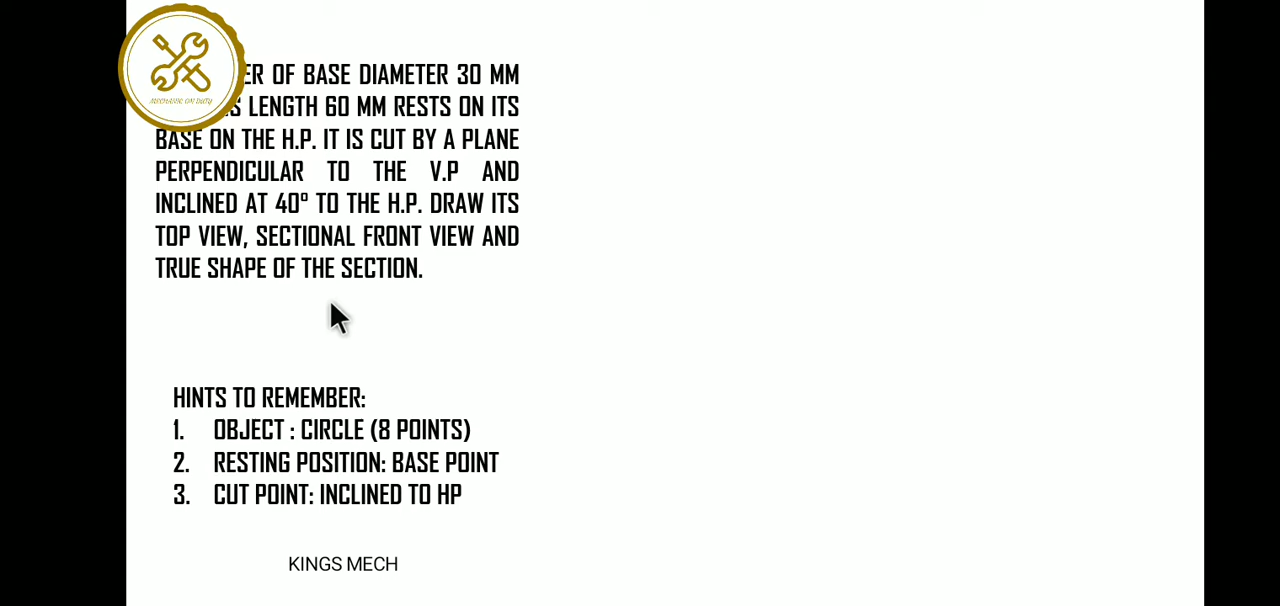 MECHANIC ON DUTY
OF BASE DIAMETER 30 MM
LENGTH 60 MM RESTS ON ITS
BASE ON THE H.P. IT IS CUT BY A PLANE
PERPENDICULAR TO THE V.P AND
INCLINED AT 40° TO THE H.P. DRAW ITS
TOP VIEW, SECTIONAL FRONT VIEW AND
TRUE SHAPE OF THE SECTION.
HINTS TO REMEMBER:
1. OBJECT : CIRCLE (8 POINTS)
2. RESTING POSITION: BASE POINT
3. CUT POINT: INCLINED TO HP
KINGS MECH